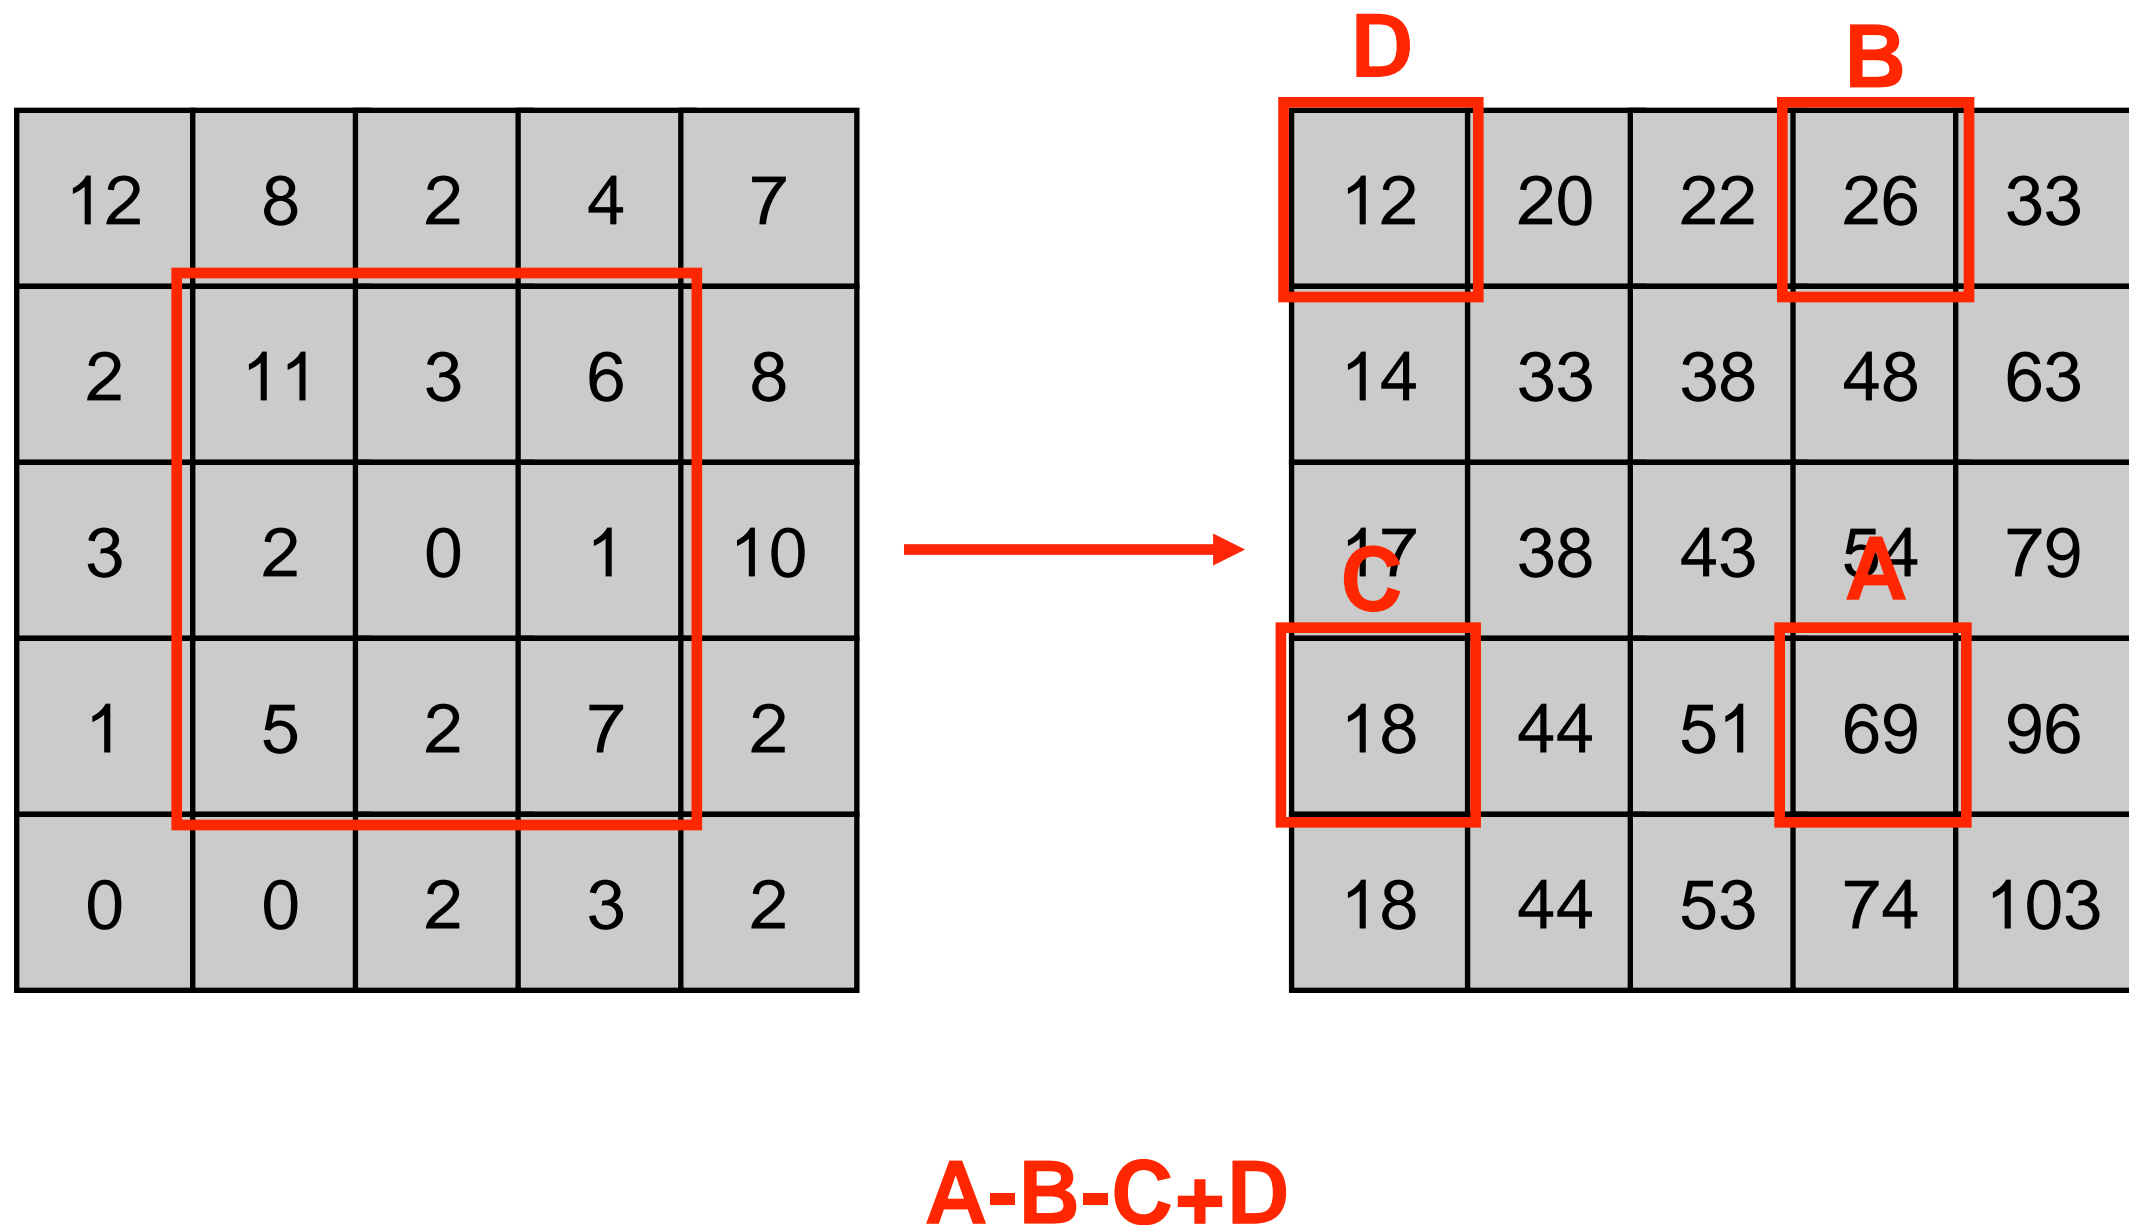 D B
12 8 2 4 7 12 20 22 26 33
2 11 3 6 8 14 33 38 48 63
3 2 0 1 10 17 38 43 54 79
C A
1 5 2 7 2 18 44 51 69 96
0 0 2 3 2 18 44 53 74 103
A-B-C+D